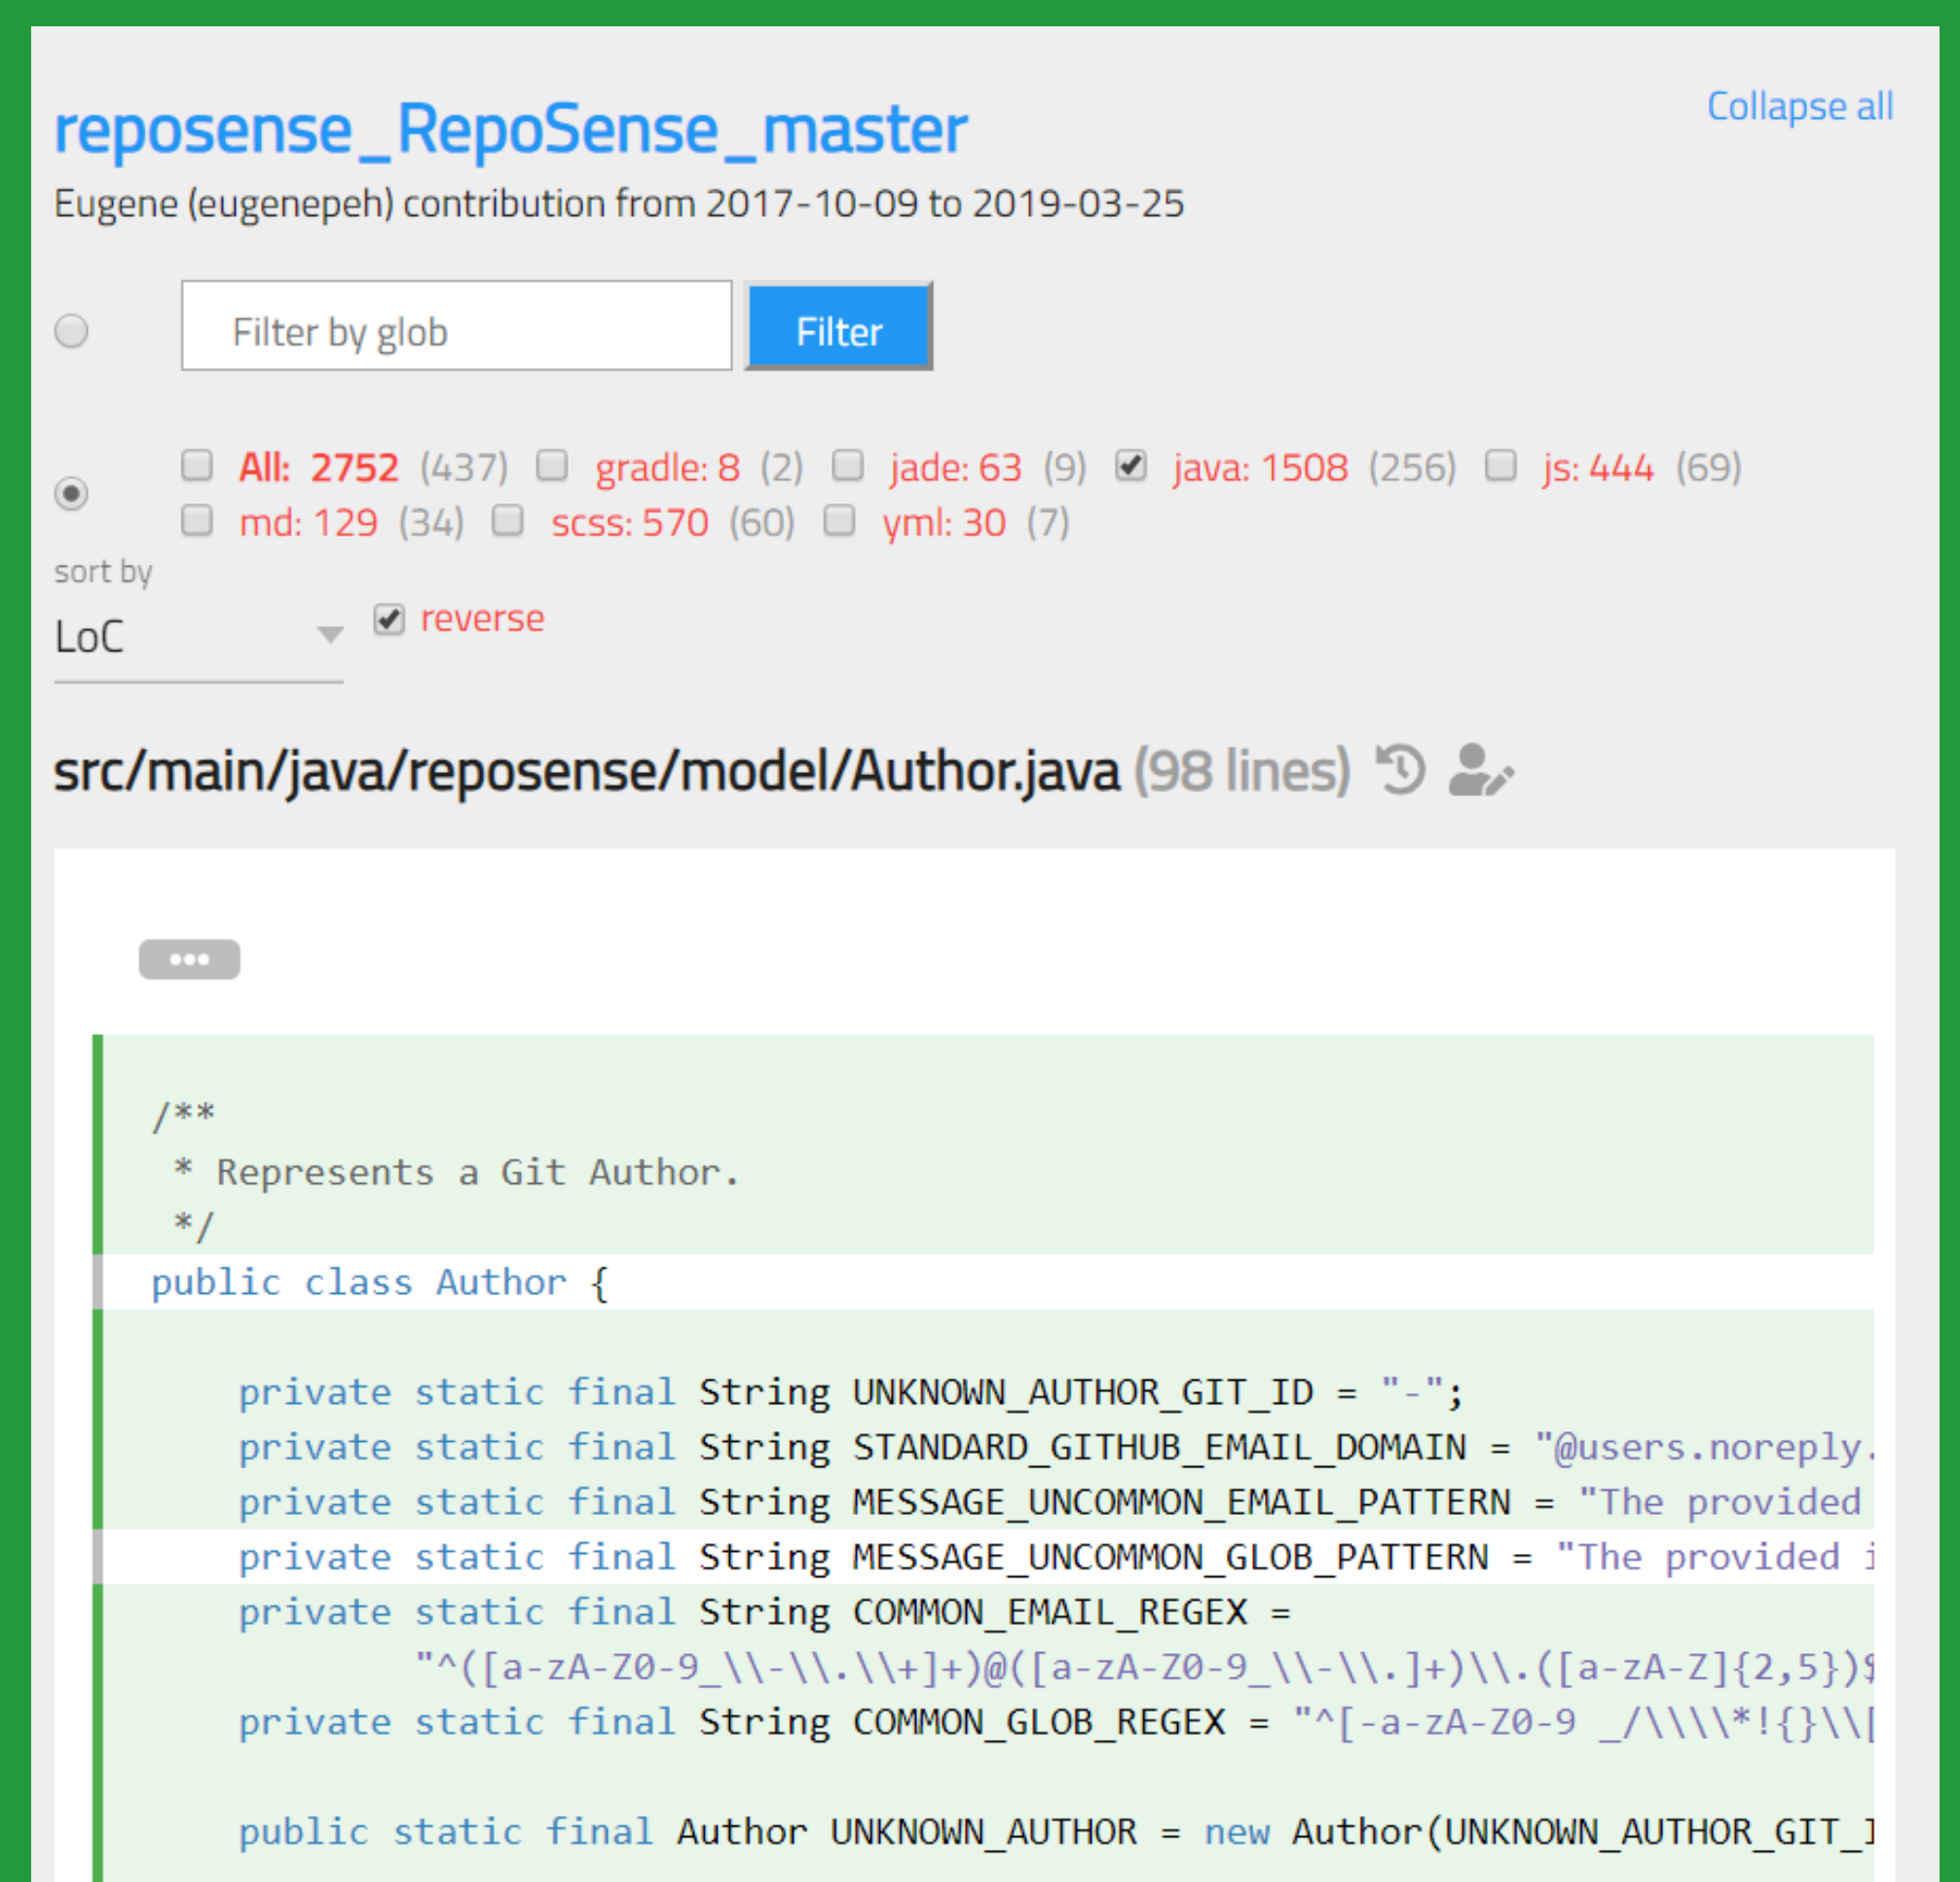 reposense_RepoSense_master
Collapse all
Eugene (eugenepeh) contribution from 2017-10-09 to 2019-03-25
Filter by glob
Filter
All: 2752 (437) gradle: 8 (2) jade: 63 (9) java: 1508 (256) js: 444 (69)
md: 129 (34) scss: 570 (60) yml: 30 (7)
sort by
LoC
reverse
src/main/java/reposense/model/Author.java (98 lines)
/**
 * Represents a Git Author.
 */
public class Author {
    private static final String UNKNOWN_AUTHOR_GIT_ID = "-";
    private static final String STANDARD_GITHUB_EMAIL_DOMAIN = "@users.noreply.
    private static final String MESSAGE_UNCOMMON_EMAIL_PATTERN = "The provided
    private static final String MESSAGE_UNCOMMON_GLOB_PATTERN = "The provided i
    private static final String COMMON_EMAIL_REGEX =
            "^([a-zA-Z0-9_\\-\\.\\+]+)@([a-zA-Z0-9_\\-\\.]+)\\.([a-zA-Z]{2,5})$
    private static final String COMMON_GLOB_REGEX = "^[-a-zA-Z0-9 _/\\\\*!{}\\[
    public static final Author UNKNOWN_AUTHOR = new Author(UNKNOWN_AUTHOR_GIT_I